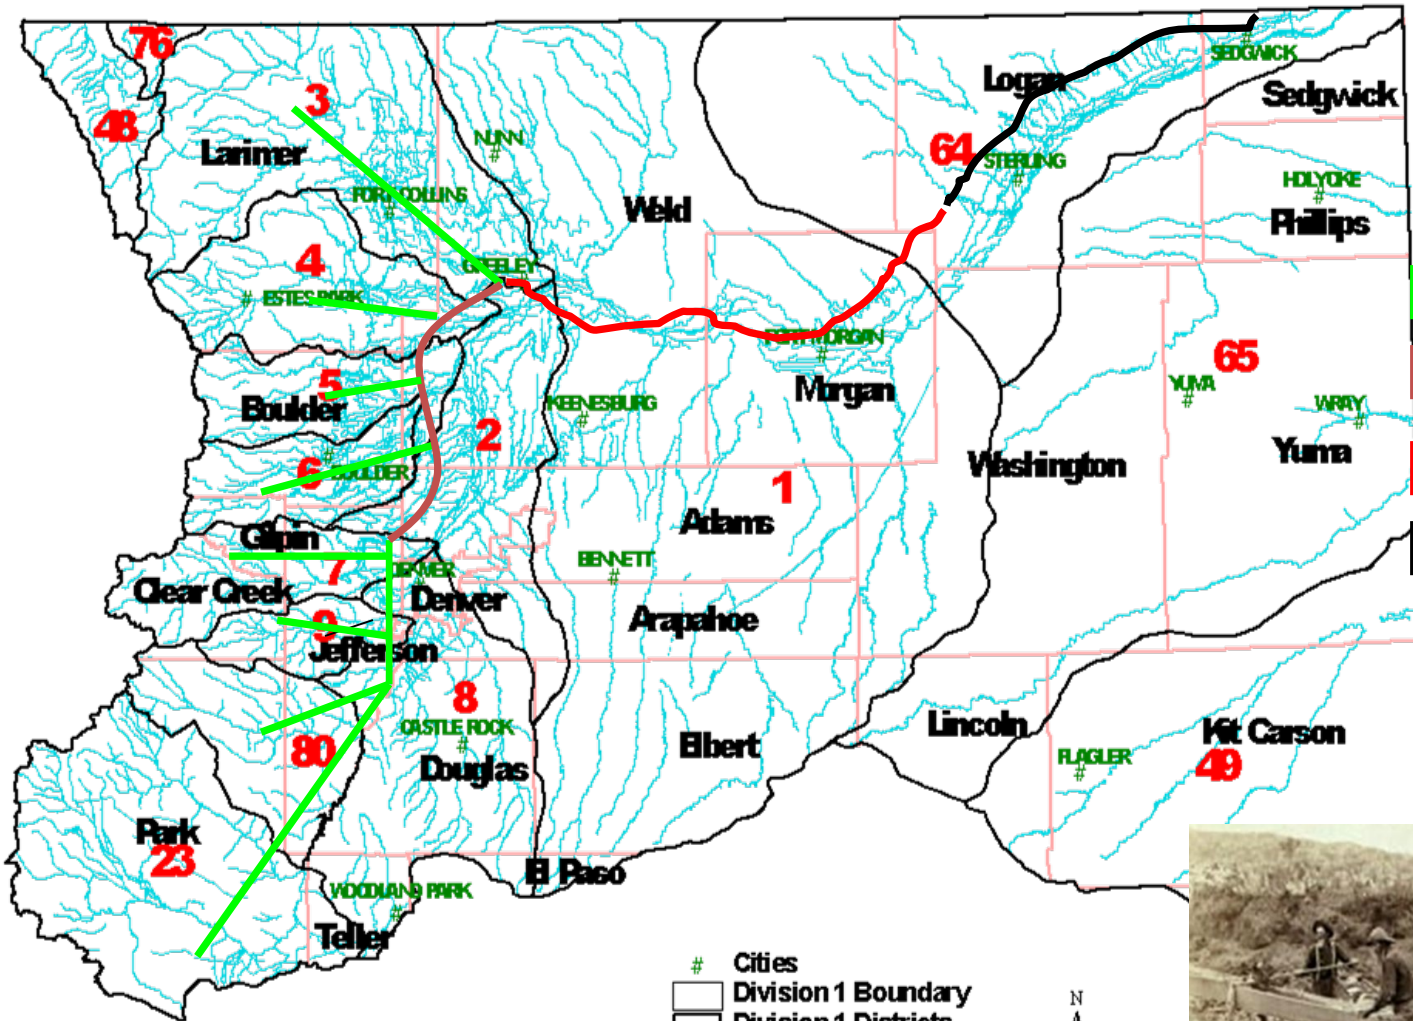 76
SEDGWICK
3
Logan
Sedgwick
48
NUNN
64
STERLING
Larimer
HOLYOKE
FORT COLLINS
Weld
Phillips
4
GREELEY
ESTES PARK
FORT MORGAN
65
5
YUMA
Morgan
Boulder
KEENESBURG
WRAY
2
Yuma
6
BOULDER
Washington
1
Adams
Gilpin
BENNETT
7
DENVER
Clear Creek
Denver
Arapahoe
9
Jefferson
8
CASTLE ROCK
Lincoln
Kit Carson
80
Elbert
FLAGLER
49
Douglas
Park
23
El Paso
WOODLAND PARK
Teller
# Cities
Division 1 Boundary
N
Division 1 Districts